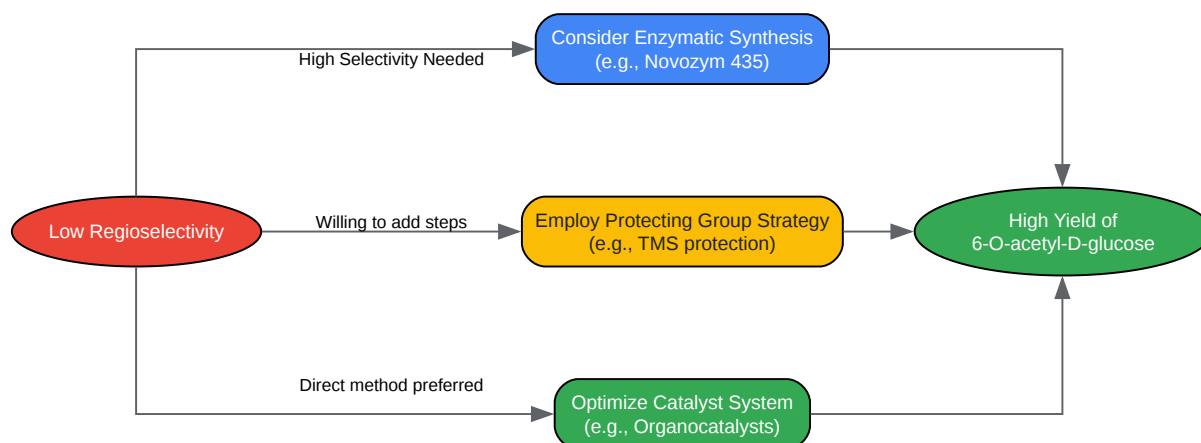 Consider Enzymatic Synthesis
(e.g., Novozym 435)
High Selectivity Needed
Low Regioselectivity
Willing to add steps
Employ Protecting Group Strategy
(e.g., TMS protection)
High Yield of
6-O-acetyl-D-glucose
Direct method preferred
Optimize Catalyst System
(e.g., Organocatalysts)